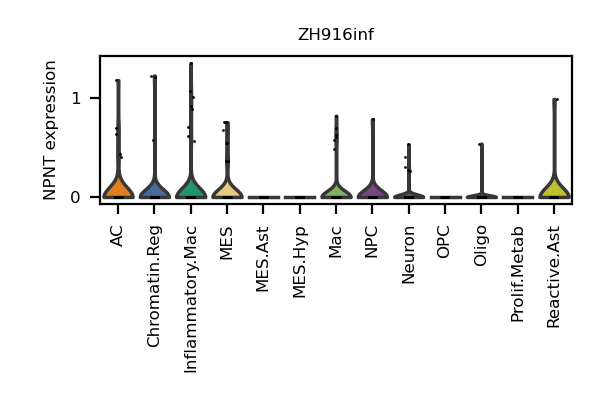 ZH916inf
NPNT expression
1
0
AC
Chromatin.Reg
Inflammatory.Mac
MES
MES.Ast
MES.Hyp
Mac
NPC
Neuron
OPC
Oligo
Prolif.Metab
Reactive.Ast